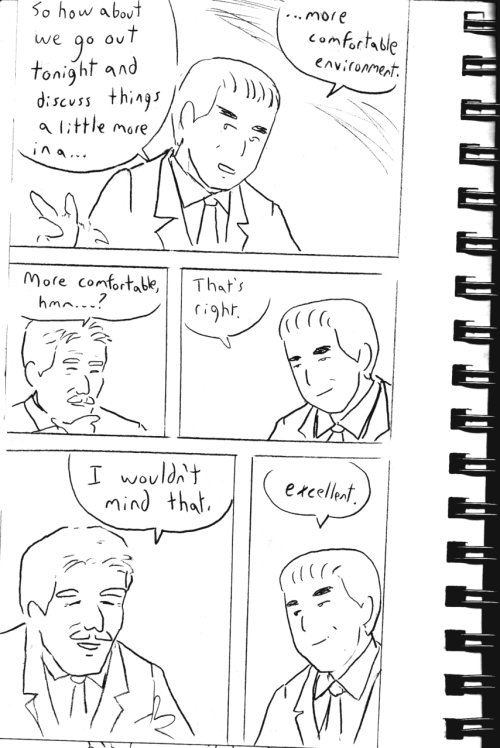 So how about
we go out
tonight and
discuss things
a little more
in a...
...more
comfortable
environment.
More comfortable,
hmn...?
That's
right.
I wouldn't
mind that.
excellent.